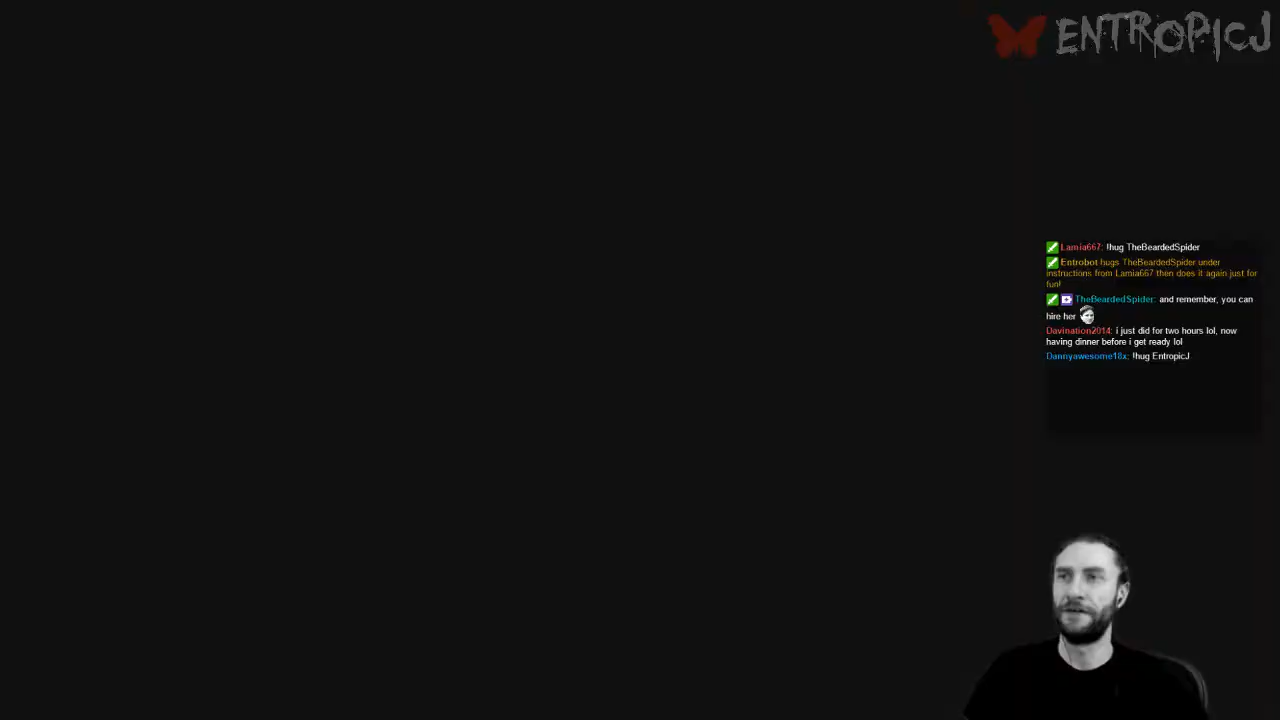 ENTROPICJ
Lamia667: !hug TheBeardedSpider
Entrobot hugs TheBeardedSpider under
instructions from Lamia667 then does it again just for
fun!
TheBeardedSpider: and remember, you can
hire her
Davination2014: i just did for two hours lol, now
having dinner before i get ready lol
Dannyawesome18x: !hug EntropicJ